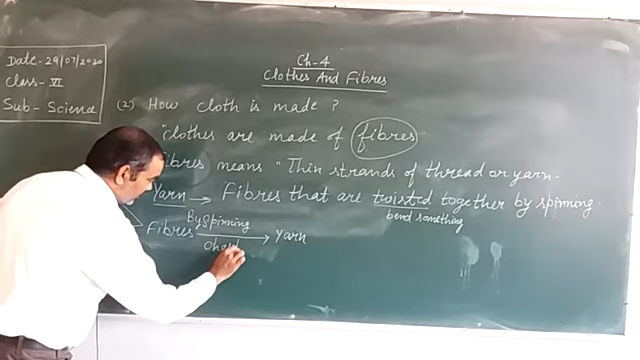 Date- 29/07/2020
Class- VI
Sub- Science
Ch-4
Clothes And Fibres
(2) How cloth is made ?
"Clothes are made of fibres"
Fibres means "Thin strands of thread or yarn.
Yarn → Fibres that are twisted together by spinning.
bend something
Fibres By spinning → Yarn